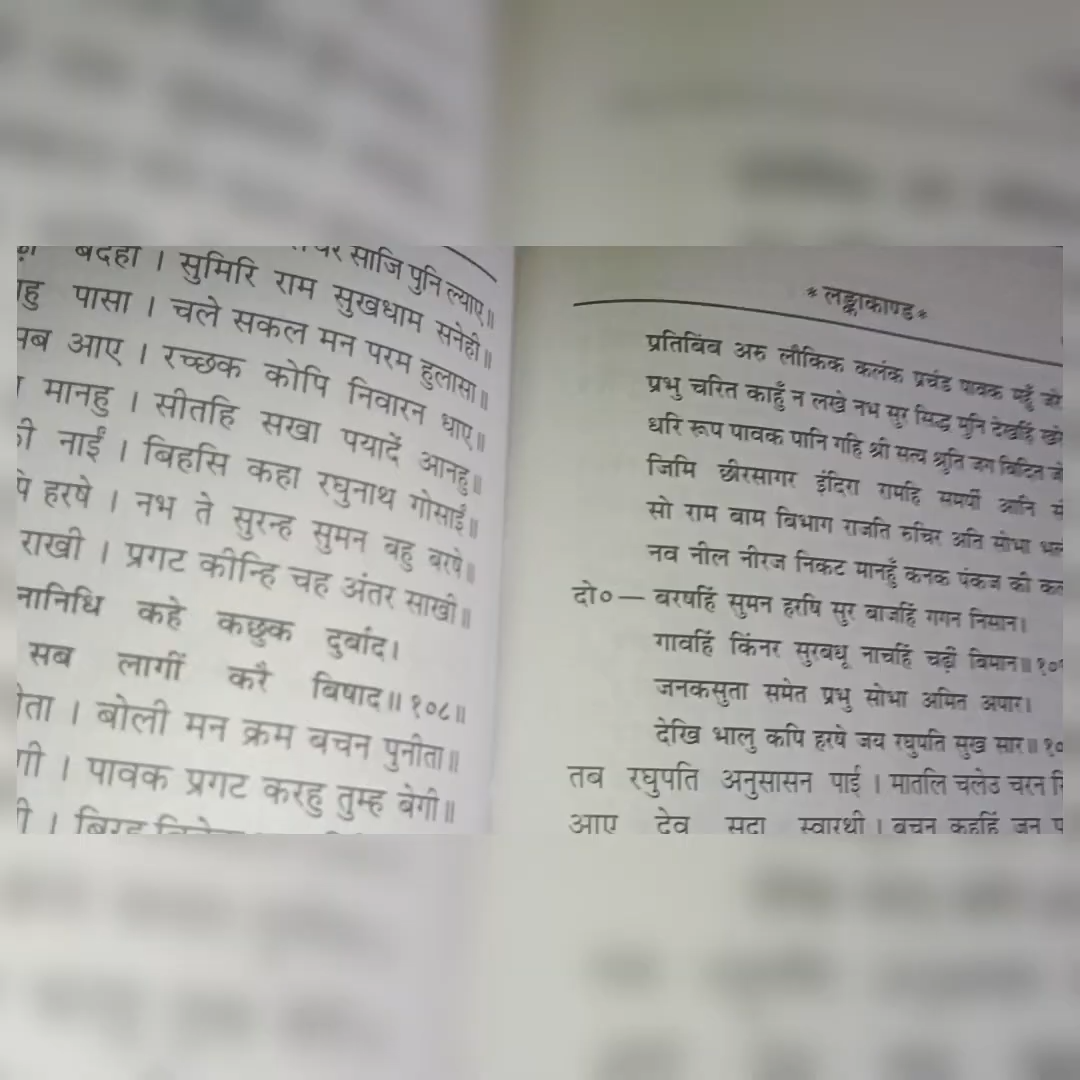 साजि पुनि ल्याए॥
। सुमिरि राम सुखधाम सनेही॥
पासा । चले सकल मन परम हुलासा॥
आए । रच्छक कोपि निवारन धाए॥
मानहु । सीतहि सखा पयादें आनहु॥
नाईं । बिहसि कहा रघुनाथ गोसाईं॥
हरषे । नभ ते सुरन्ह सुमन बहु बरषे॥
राखी । प्रगट कीन्हि चह अंतर साखी॥
कहे कछुक दुर्बाद।
सब लागीं करै बिषाद॥१०८॥
। बोली मन क्रम बचन पुनीता॥
। पावक प्रगट करहु तुम्ह बेगी॥
* लङ्काकाण्ड *
प्रतिबिंब अरु लौकिक कलंक प्रचंड पावक महुँ जरे
प्रभु चरित काहुँ न लखे नभ सुर सिद्ध मुनि देखहिं
धरि रूप पावक पानि गहि श्री सत्य श्रुति जग बिदित
जिमि छीरसागर इंदिरा रामहि समर्पी आनि
सो राम बाम बिभाग राजति रुचिर अति सोभा
नव नील नीरज निकट मानहुँ कनक पंकज की
दो०— बरषहिं सुमन हरषि सुर बाजहिं गगन निसान।
गावहिं किंनर सुरबधू नाचहिं चढ़ीं बिमान॥
जनकसुता समेत प्रभु सोभा अमित अपार।
देखि भालु कपि हरषे जय रघुपति सुख सार॥
तब रघुपति अनुसासन पाई । मातलि चलेउ चरन
आए देव सदा स्वारथी । बचन कहहिं जन